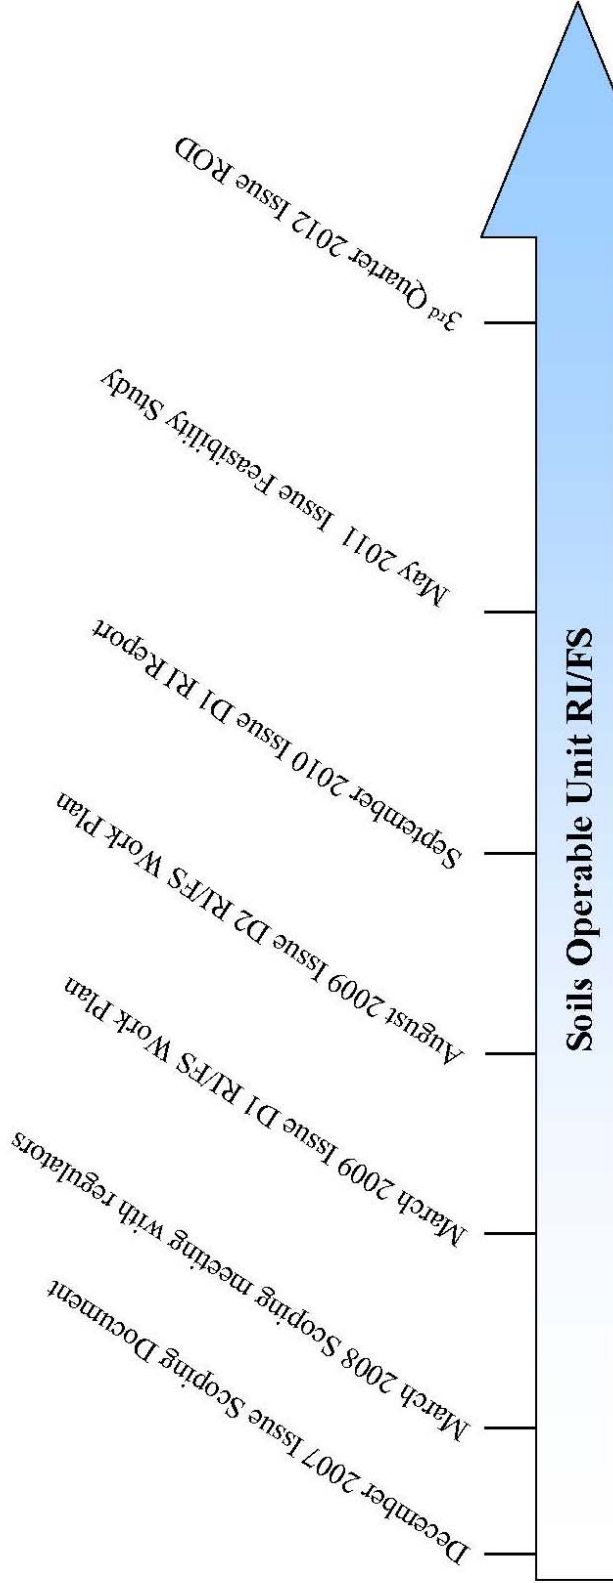 December 2007 Issue Scoping Document
March 2008 Scoping meeting with regulators
March 2009 Issue D1 RI/FS Work Plan
August 2009 Issue D2 RI/FS Work Plan
September 2010 Issue D1 RI Report
May 2011 Issue Feasibility Study
3rd Quarter 2012 Issue ROD
Soils Operable Unit RI/FS